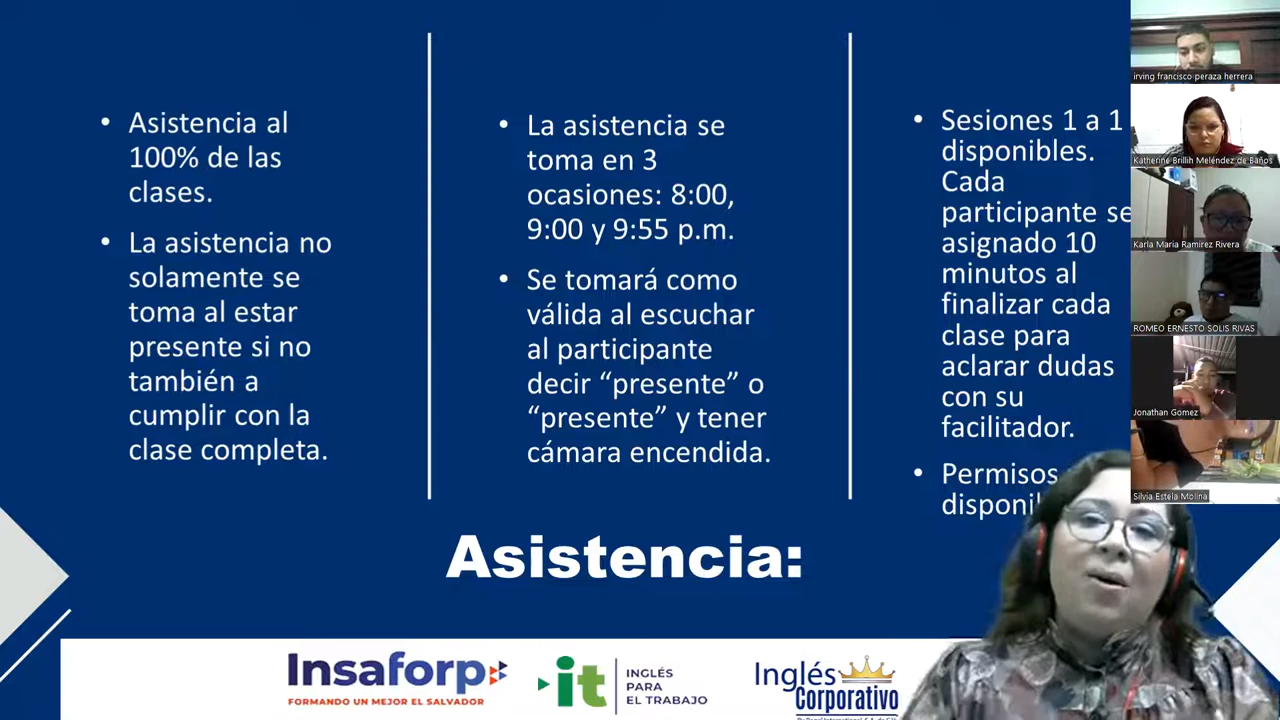 • Asistencia al
100% de las
clases.
• La asistencia no
solamente se
toma al estar
presente si no
también a
cumplir con la
clase completa.
• La asistencia se
toma en 3
ocasiones: 8:00,
9:00 y 9:55 p.m.
• Se tomará como
válida al escuchar
al participante
decir “presente” o
“presente” y tener
cámara encendida.
• Sesiones 1 a 1
disponibles.
Cada
participante se
asignado 10
minutos al
finalizar cada
clase para
aclarar dudas
con su
facilitador.
• Permisos
Asistencia:
Insaforp
FORMANDO UN MEJOR EL SALVADOR
it
INGLÉS
PARA
EL TRABAJO
Inglés
Corporativo
irving francisco peraza herrera
Katherine Brillih Meléndez de Baños
Karla María Ramírez Rivera
ROMEO ERNESTO SOLIS RIVAS
Jonathan Gomez
Silvia Estela Molina